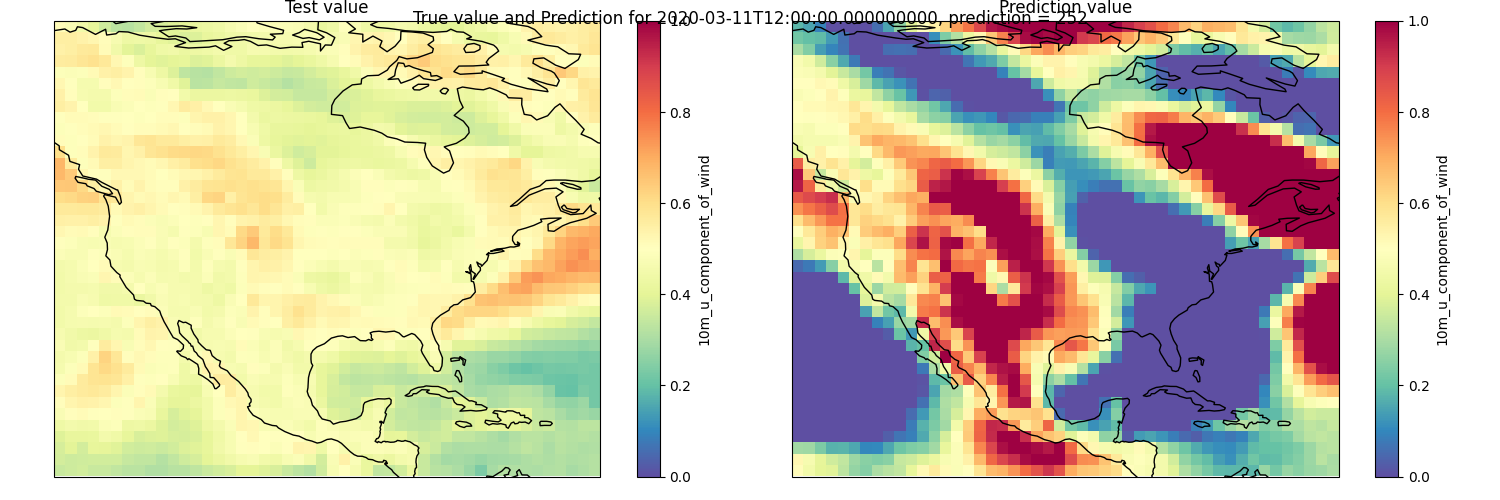 Test value
Prediction value
True value and Prediction for 2020-03-11T12:00:00.000000000, prediction = 252
1.0
0.8
0.6
0.4
0.2
0.0
10m_u_component_of_wind
1.0
0.8
0.6
0.4
0.2
0.0
10m_u_component_of_wind